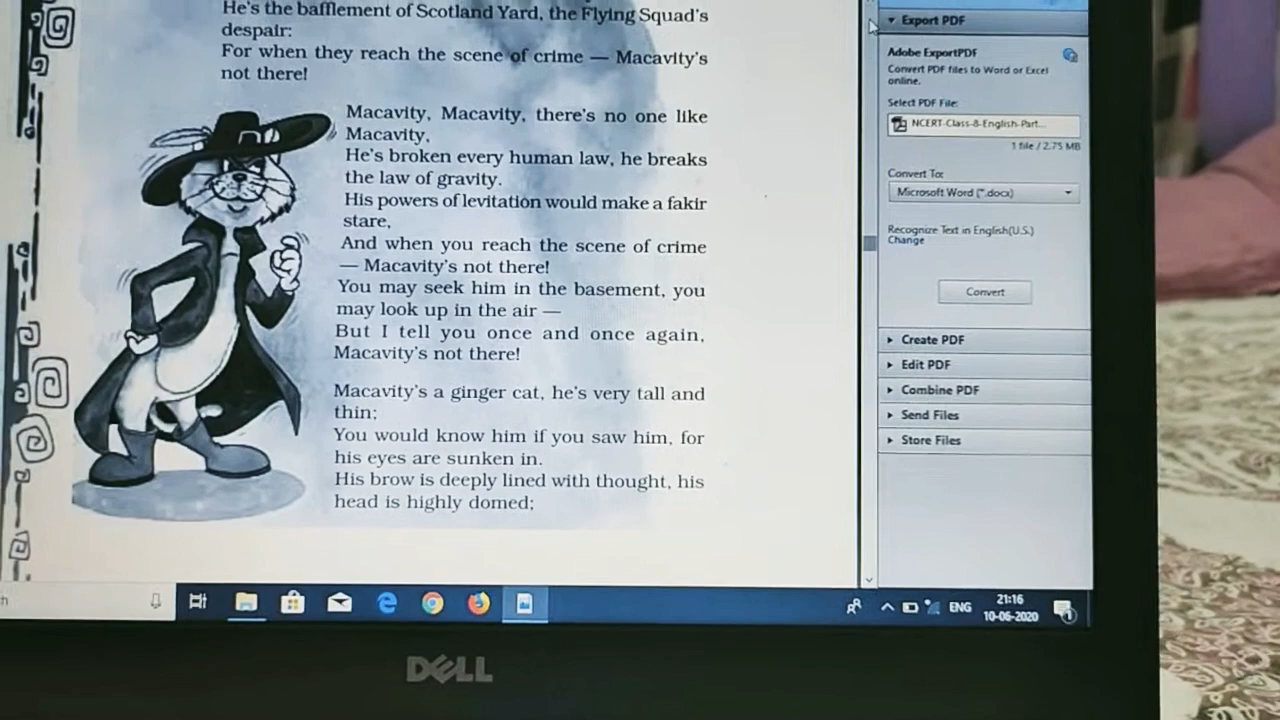 He's the bafflement of Scotland Yard, the Flying Squad's
despair:
For when they reach the scene of crime — Macavity's
not there!
Macavity, Macavity, there's no one like
Macavity,
He's broken every human law, he breaks
the law of gravity.
His powers of levitation would make a fakir
stare,
And when you reach the scene of crime
— Macavity's not there!
You may seek him in the basement, you
may look up in the air —
But I tell you once and once again,
Macavity's not there!
Macavity's a ginger cat, he's very tall and
thin;
You would know him if you saw him, for
his eyes are sunken in.
His brow is deeply lined with thought, his
head is highly domed;
Export PDF
Adobe ExportPDF
Convert PDF files to Word or Excel
online.
Select PDF File:
NCERT-Class-8-English-Part...
1 file / 2.75 MB
Convert To:
Microsoft Word (*.docx)
Recognize Text in English(U.S.)
Change
Convert
Create PDF
Edit PDF
Combine PDF
Send Files
Store Files
h
ENG
21:16
10-06-2020
1
DELL